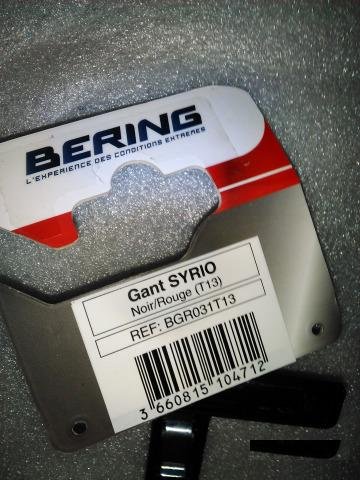 BERING
L'EXPERIENCE DES CONDITIONS EXTREMES
Gant SYRIO
Noir/Rouge (T13)
REF: BGR031T13
3 660815 104712